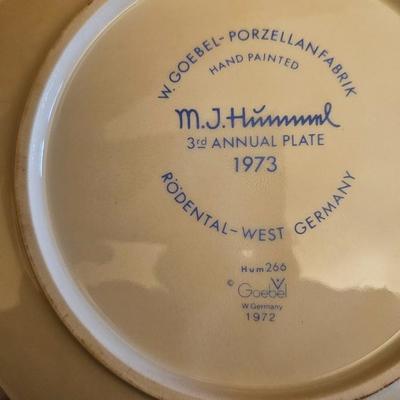 W. GOEBEL-PORZELLANFABRIK
HAND PAINTED
M.J.Hummel
3rd ANNUAL PLATE
1973
RÖDENTAL-WEST GERMANY
Hum 266
© Goebel
W.Germany
1972